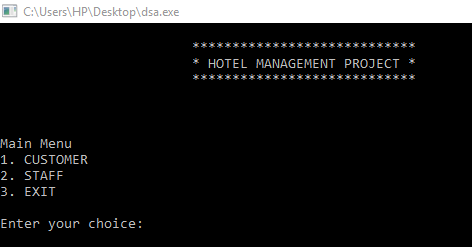 C:\Users\HP\Desktop\dsa.exe
****************************
* HOTEL MANAGEMENT PROJECT *
****************************
Main Menu
1. CUSTOMER
2. STAFF
3. EXIT
Enter your choice: